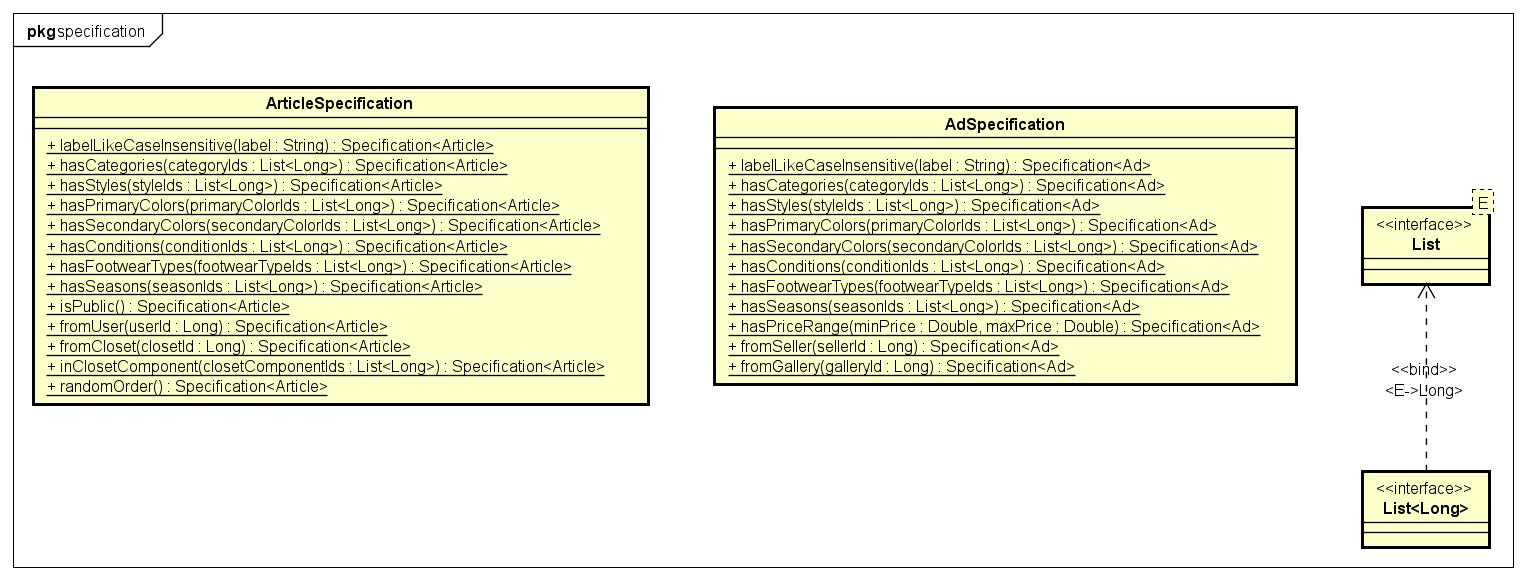 pkg specification
ArticleSpecification
+ labelLikeCaseInsensitive(label : String) : Specification<Article>
+ hasCategories(categoryIds : List<Long>) : Specification<Article>
+ hasStyles(styleIds : List<Long>) : Specification<Article>
+ hasPrimaryColors(primaryColorIds : List<Long>) : Specification<Article>
+ hasSecondaryColors(secondaryColorIds : List<Long>) : Specification<Article>
+ hasConditions(conditionIds : List<Long>) : Specification<Article>
+ hasFootwearTypes(footwearTypeIds : List<Long>) : Specification<Article>
+ hasSeasons(seasonIds : List<Long>) : Specification<Article>
+ isPublic() : Specification<Article>
+ fromUser(userId : Long) : Specification<Article>
+ fromCloset(closetId : Long) : Specification<Article>
+ inClosetComponent(closetComponentIds : List<Long>) : Specification<Article>
+ randomOrder() : Specification<Article>
AdSpecification
+ labelLikeCaseInsensitive(label : String) : Specification<Ad>
+ hasCategories(categoryIds : List<Long>) : Specification<Ad>
+ hasStyles(styleIds : List<Long>) : Specification<Ad>
+ hasPrimaryColors(primaryColorIds : List<Long>) : Specification<Ad>
+ hasSecondaryColors(secondaryColorIds : List<Long>) : Specification<Ad>
+ hasConditions(conditionIds : List<Long>) : Specification<Ad>
+ hasFootwearTypes(footwearTypeIds : List<Long>) : Specification<Ad>
+ hasSeasons(seasonIds : List<Long>) : Specification<Ad>
+ hasPriceRange(minPrice : Double, maxPrice : Double) : Specification<Ad>
+ fromSeller(sellerId : Long) : Specification<Ad>
+ fromGallery(galleryId : Long) : Specification<Ad>
E
<<interface>>
List
<<bind>>
<E->Long>
<<interface>>
List<Long>